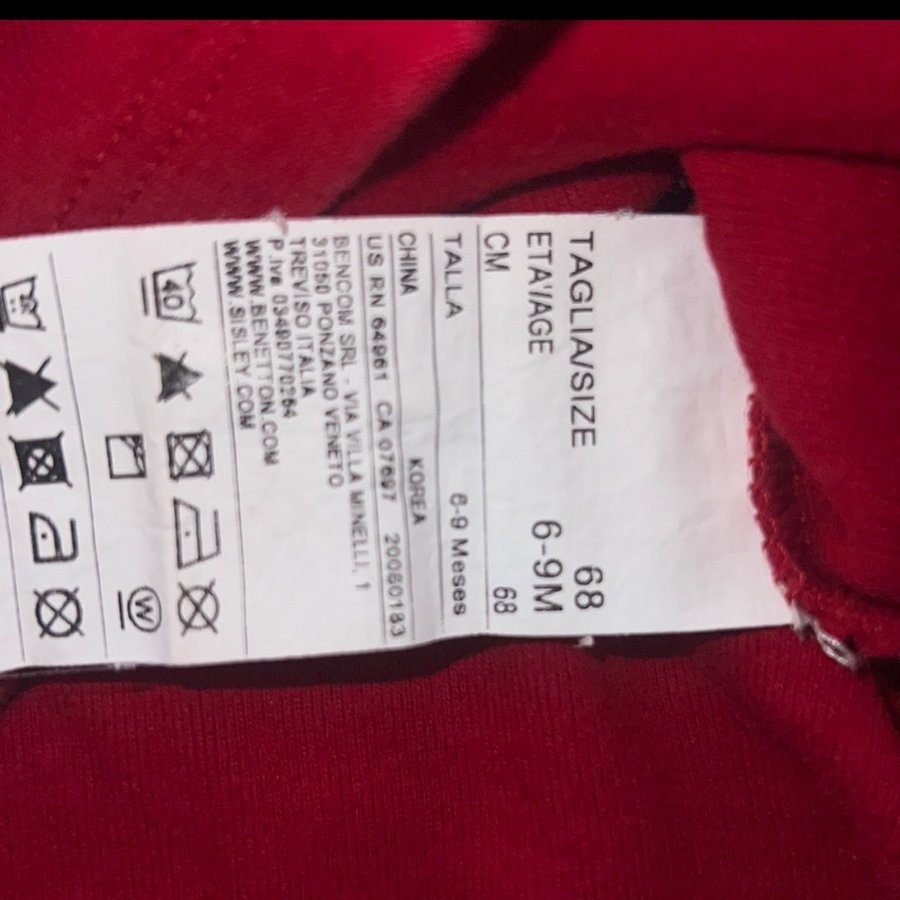 TAGLIA/SIZE 68
ETA'/AGE 6-9M
CM 68
TALLA 6-9 Meses
CHINA KOREA
US RN 64961 CA 07697 20080183
BENCOM SRL - VIA VILLA MINELLI, 1
31050 PONZANO VENETO
TREVISO ITALIA
P.iva 03490770264
WWW.BENETTON.COM
WWW.SISLEY.COM
40
W